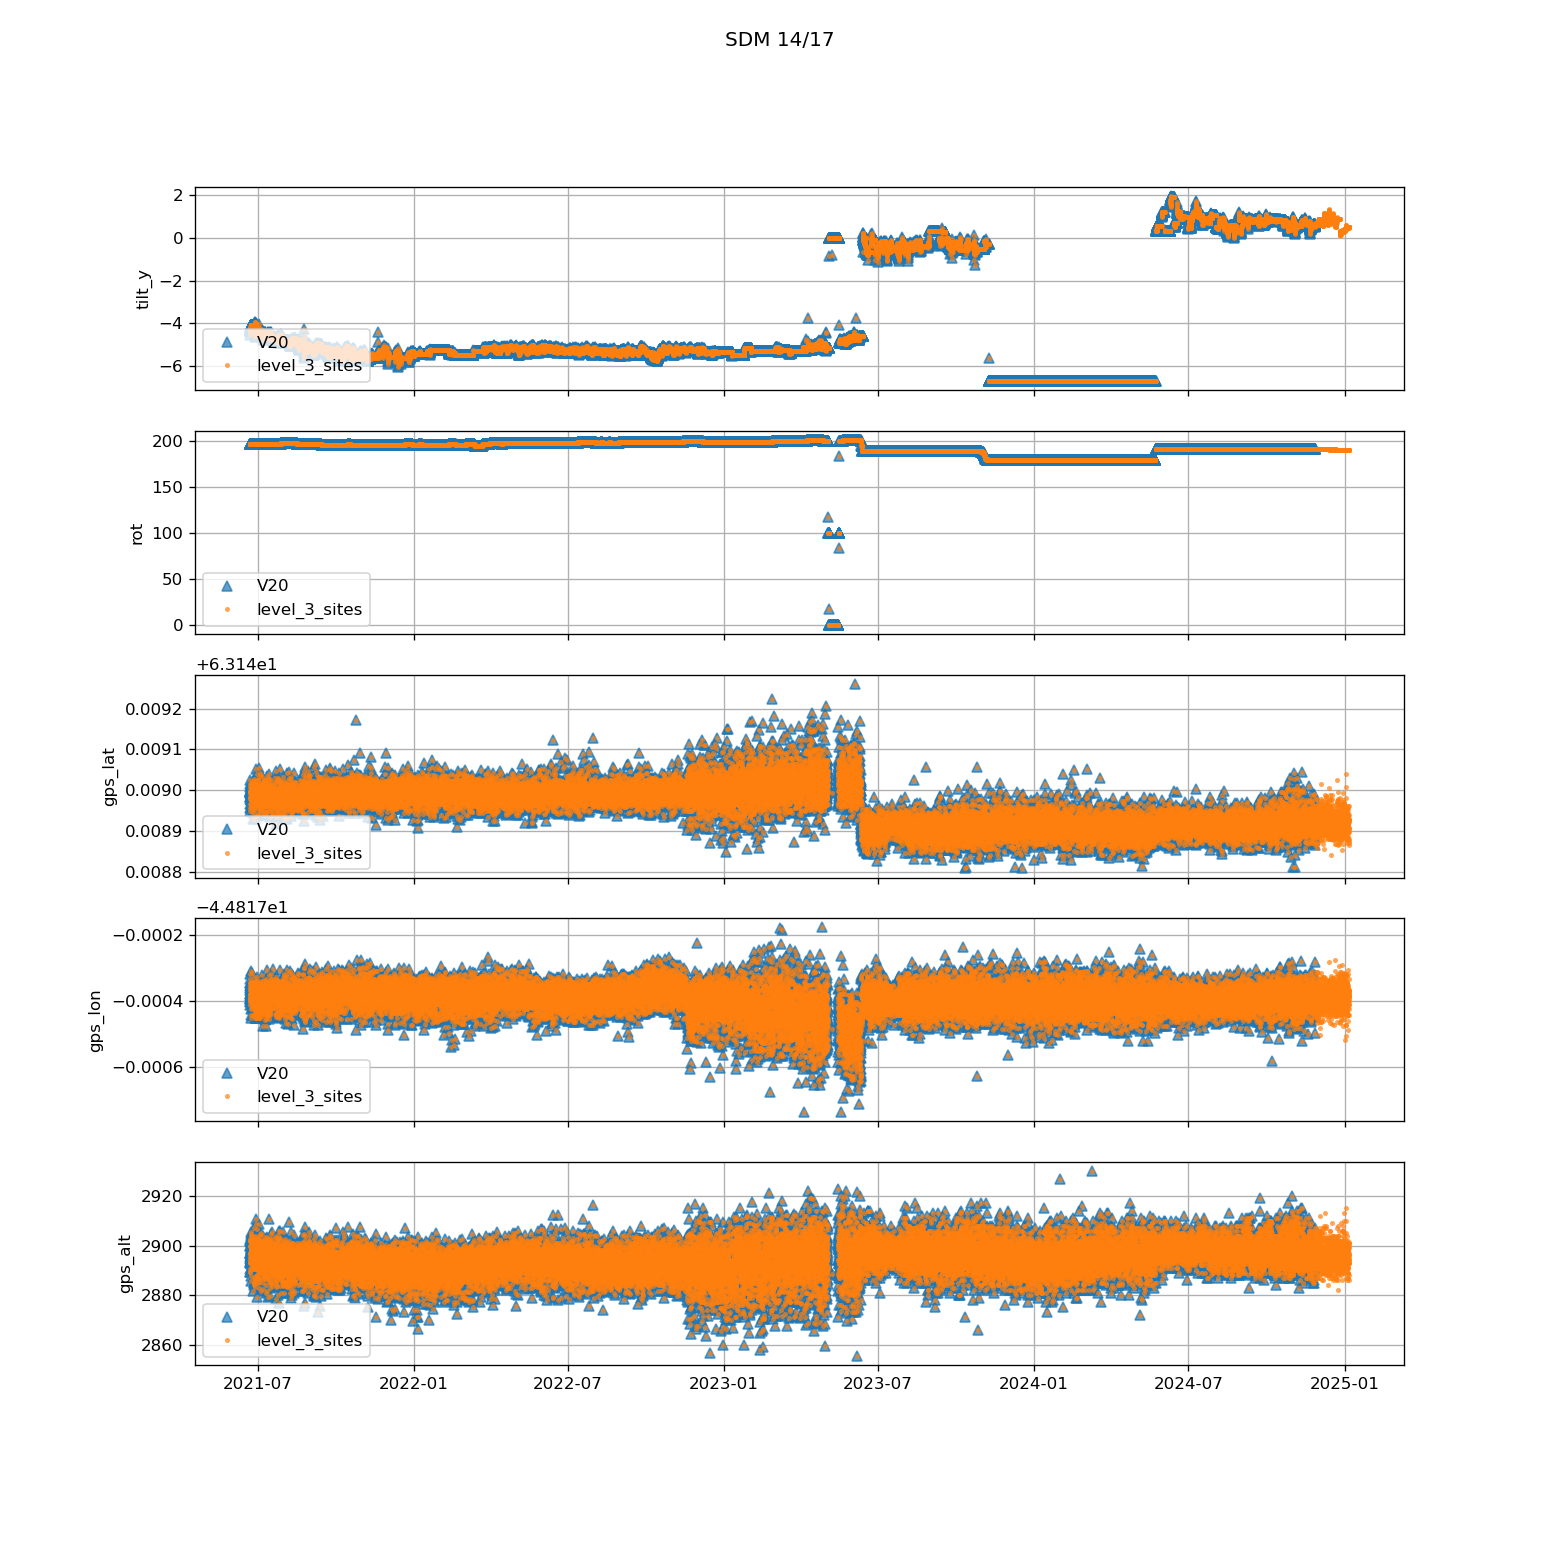 SDM 14/17
2
0
−2
−4
−6
tilt_y
V20
level_3_sites
200
150
100
50
0
rot
V20
level_3_sites
+6.314e1
0.0092
0.0091
0.0090
0.0089
0.0088
gps_lat
V20
level_3_sites
−4.4817e1
−0.0002
−0.0004
−0.0006
gps_lon
V20
level_3_sites
2920
2900
2880
2860
gps_alt
V20
level_3_sites
2021-07 2022-01 2022-07 2023-01 2023-07 2024-01 2024-07 2025-01